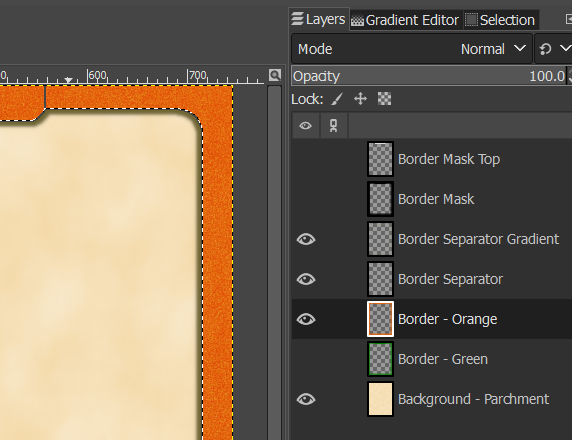 Layers Gradient Editor Selection
Mode Normal
Opacity 100.0
Lock:
600 700
Border Mask Top
Border Mask
Border Separator Gradient
Border Separator
Border - Orange
Border - Green
Background - Parchment